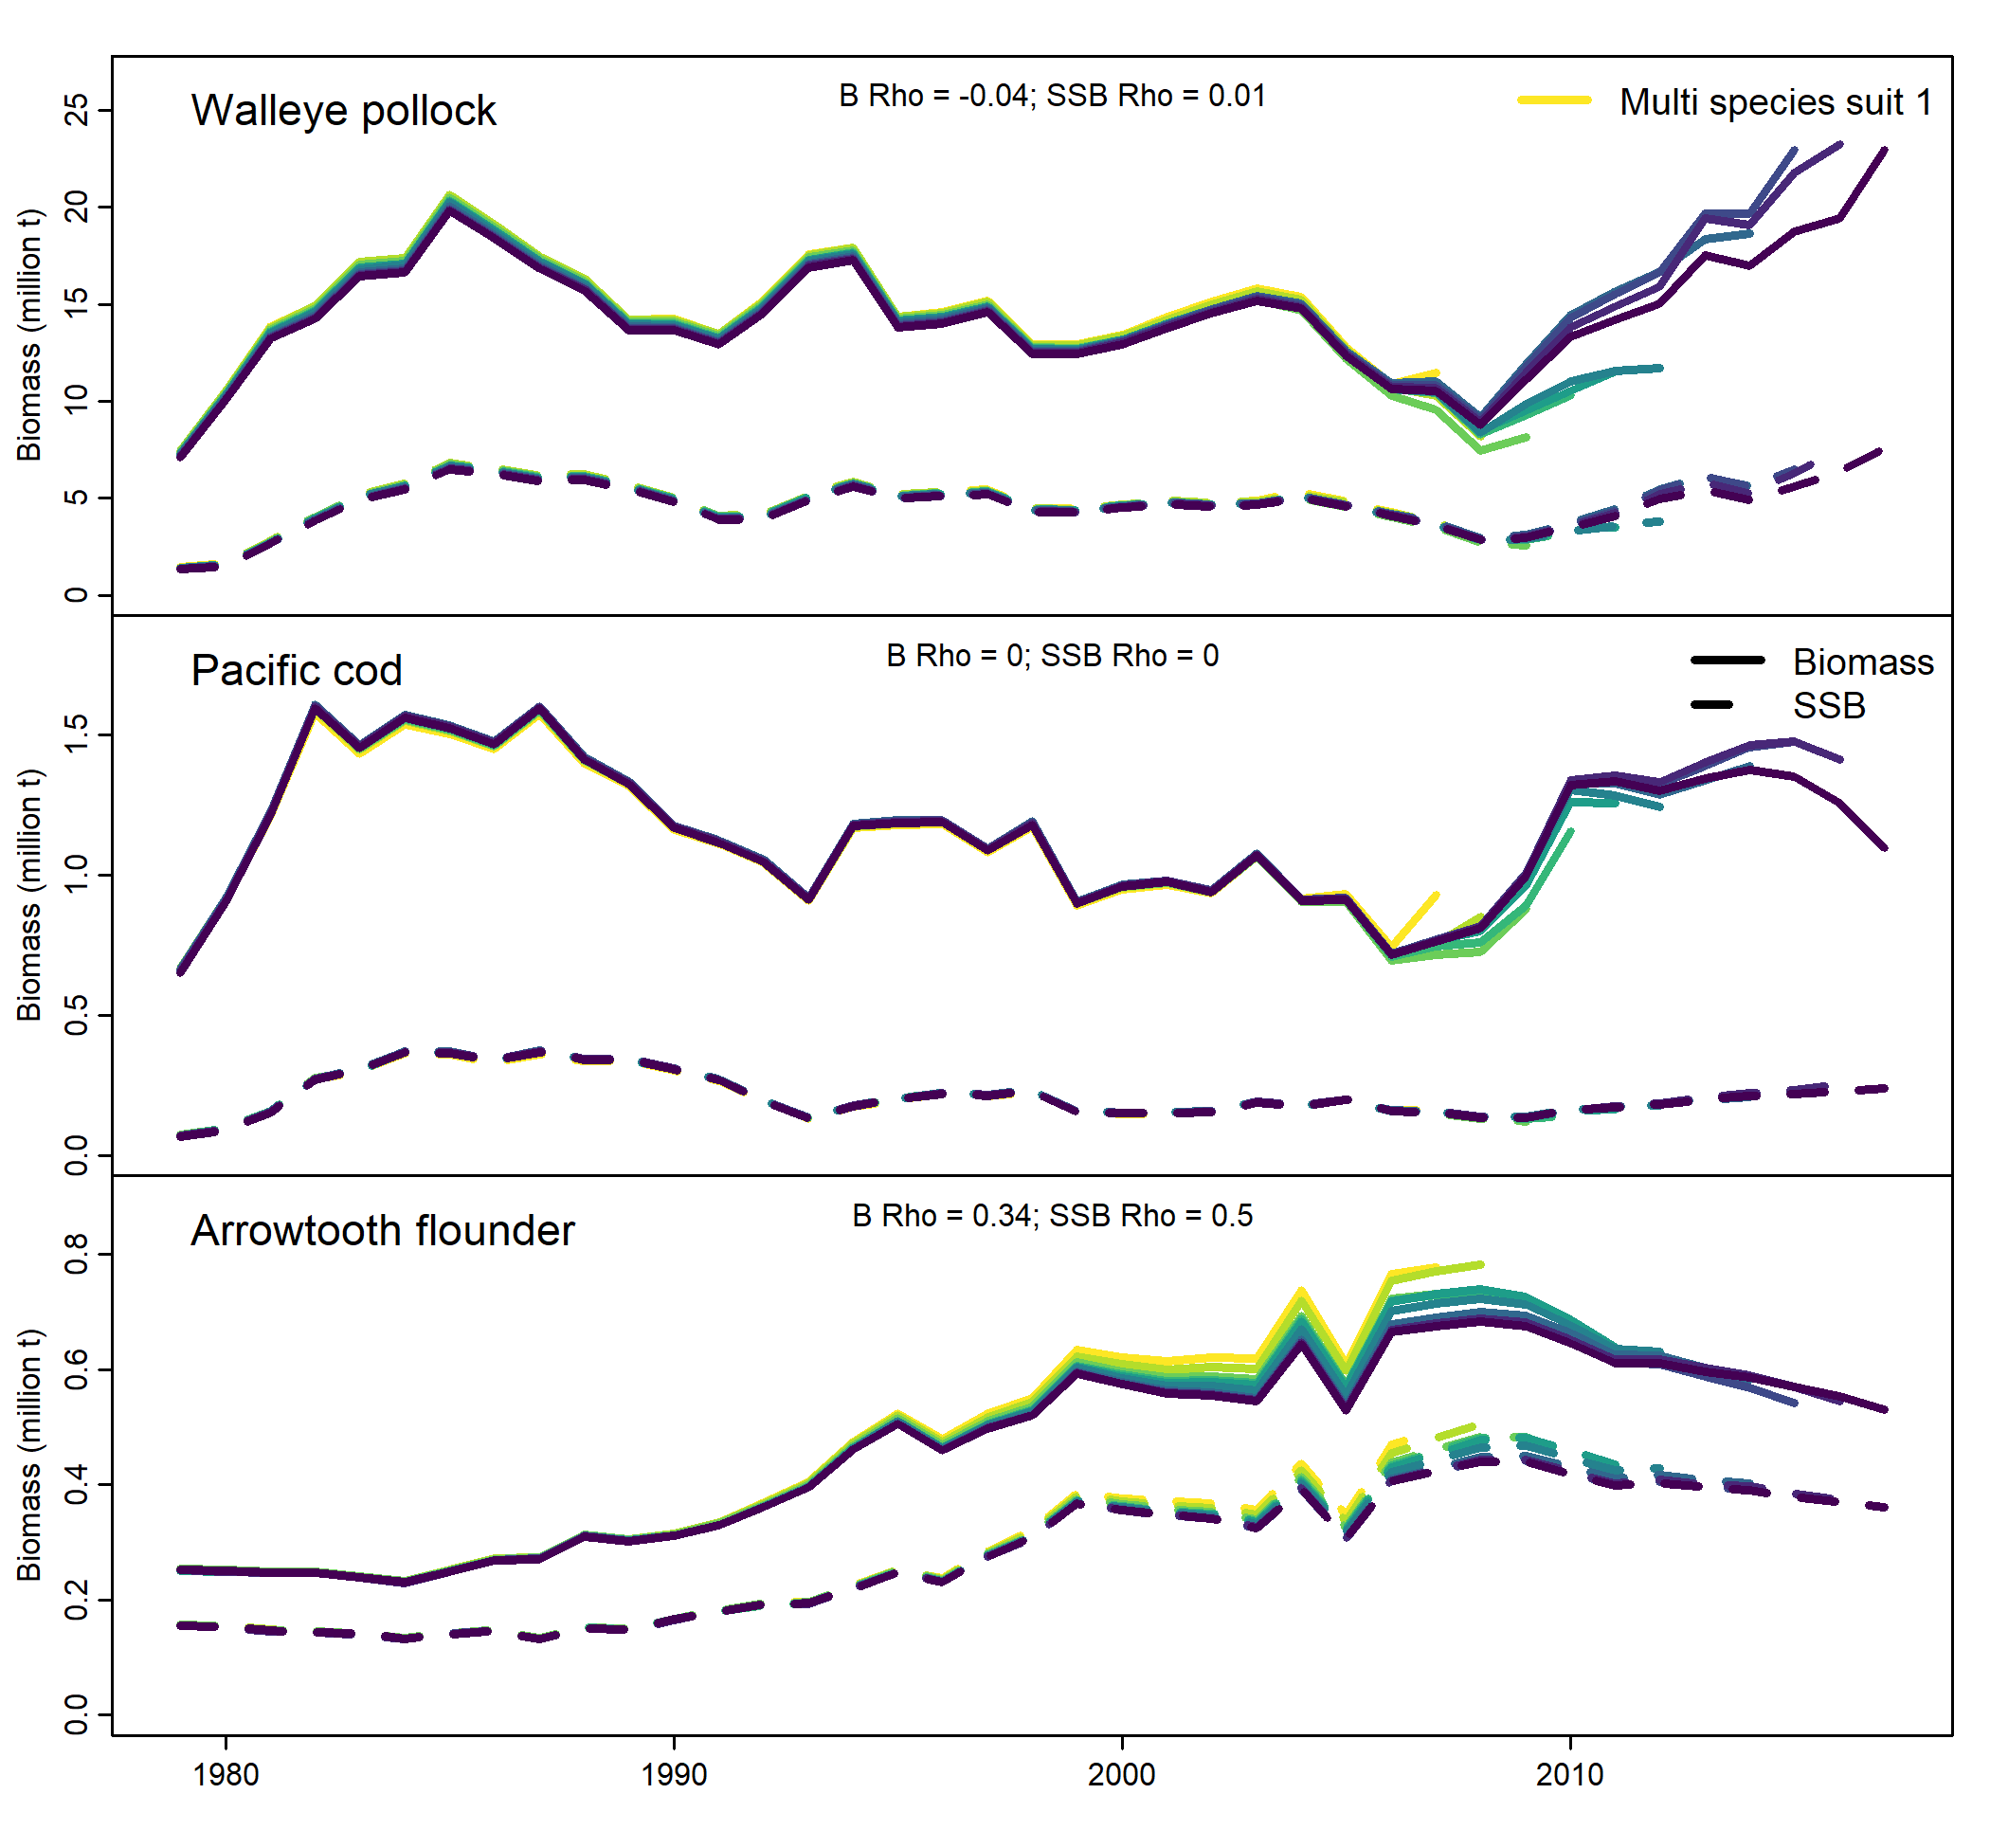 Walleye pollock
B Rho = -0.04; SSB Rho = 0.01
Multi species suit 1
Biomass (million t)
25
20
15
10
5
0
Pacific cod
B Rho = 0; SSB Rho = 0
Biomass
SSB
Biomass (million t)
1.5
1.0
0.5
0.0
Arrowtooth flounder
B Rho = 0.34; SSB Rho = 0.5
Biomass (million t)
0.8
0.6
0.4
0.2
0.0
1980 1990 2000 2010